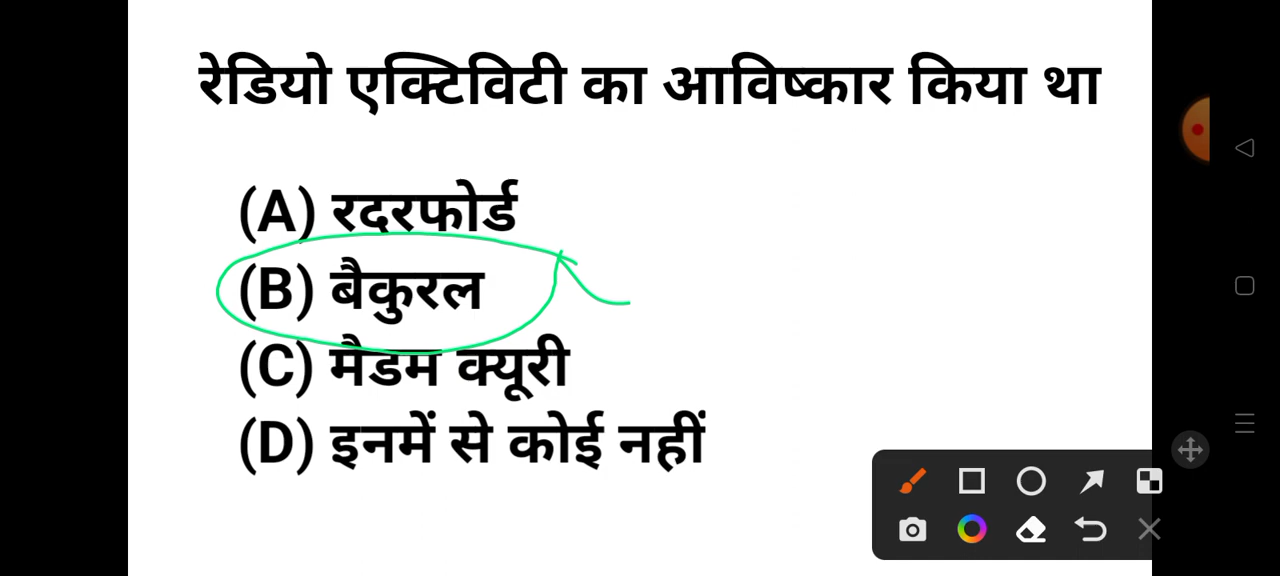 रेडियो एक्टिविटी का आविष्कार किया था
(A) रदरफोर्ड
(B) बैकुरल
(C) मैडम क्यूरी
(D) इनमें से कोई नहीं